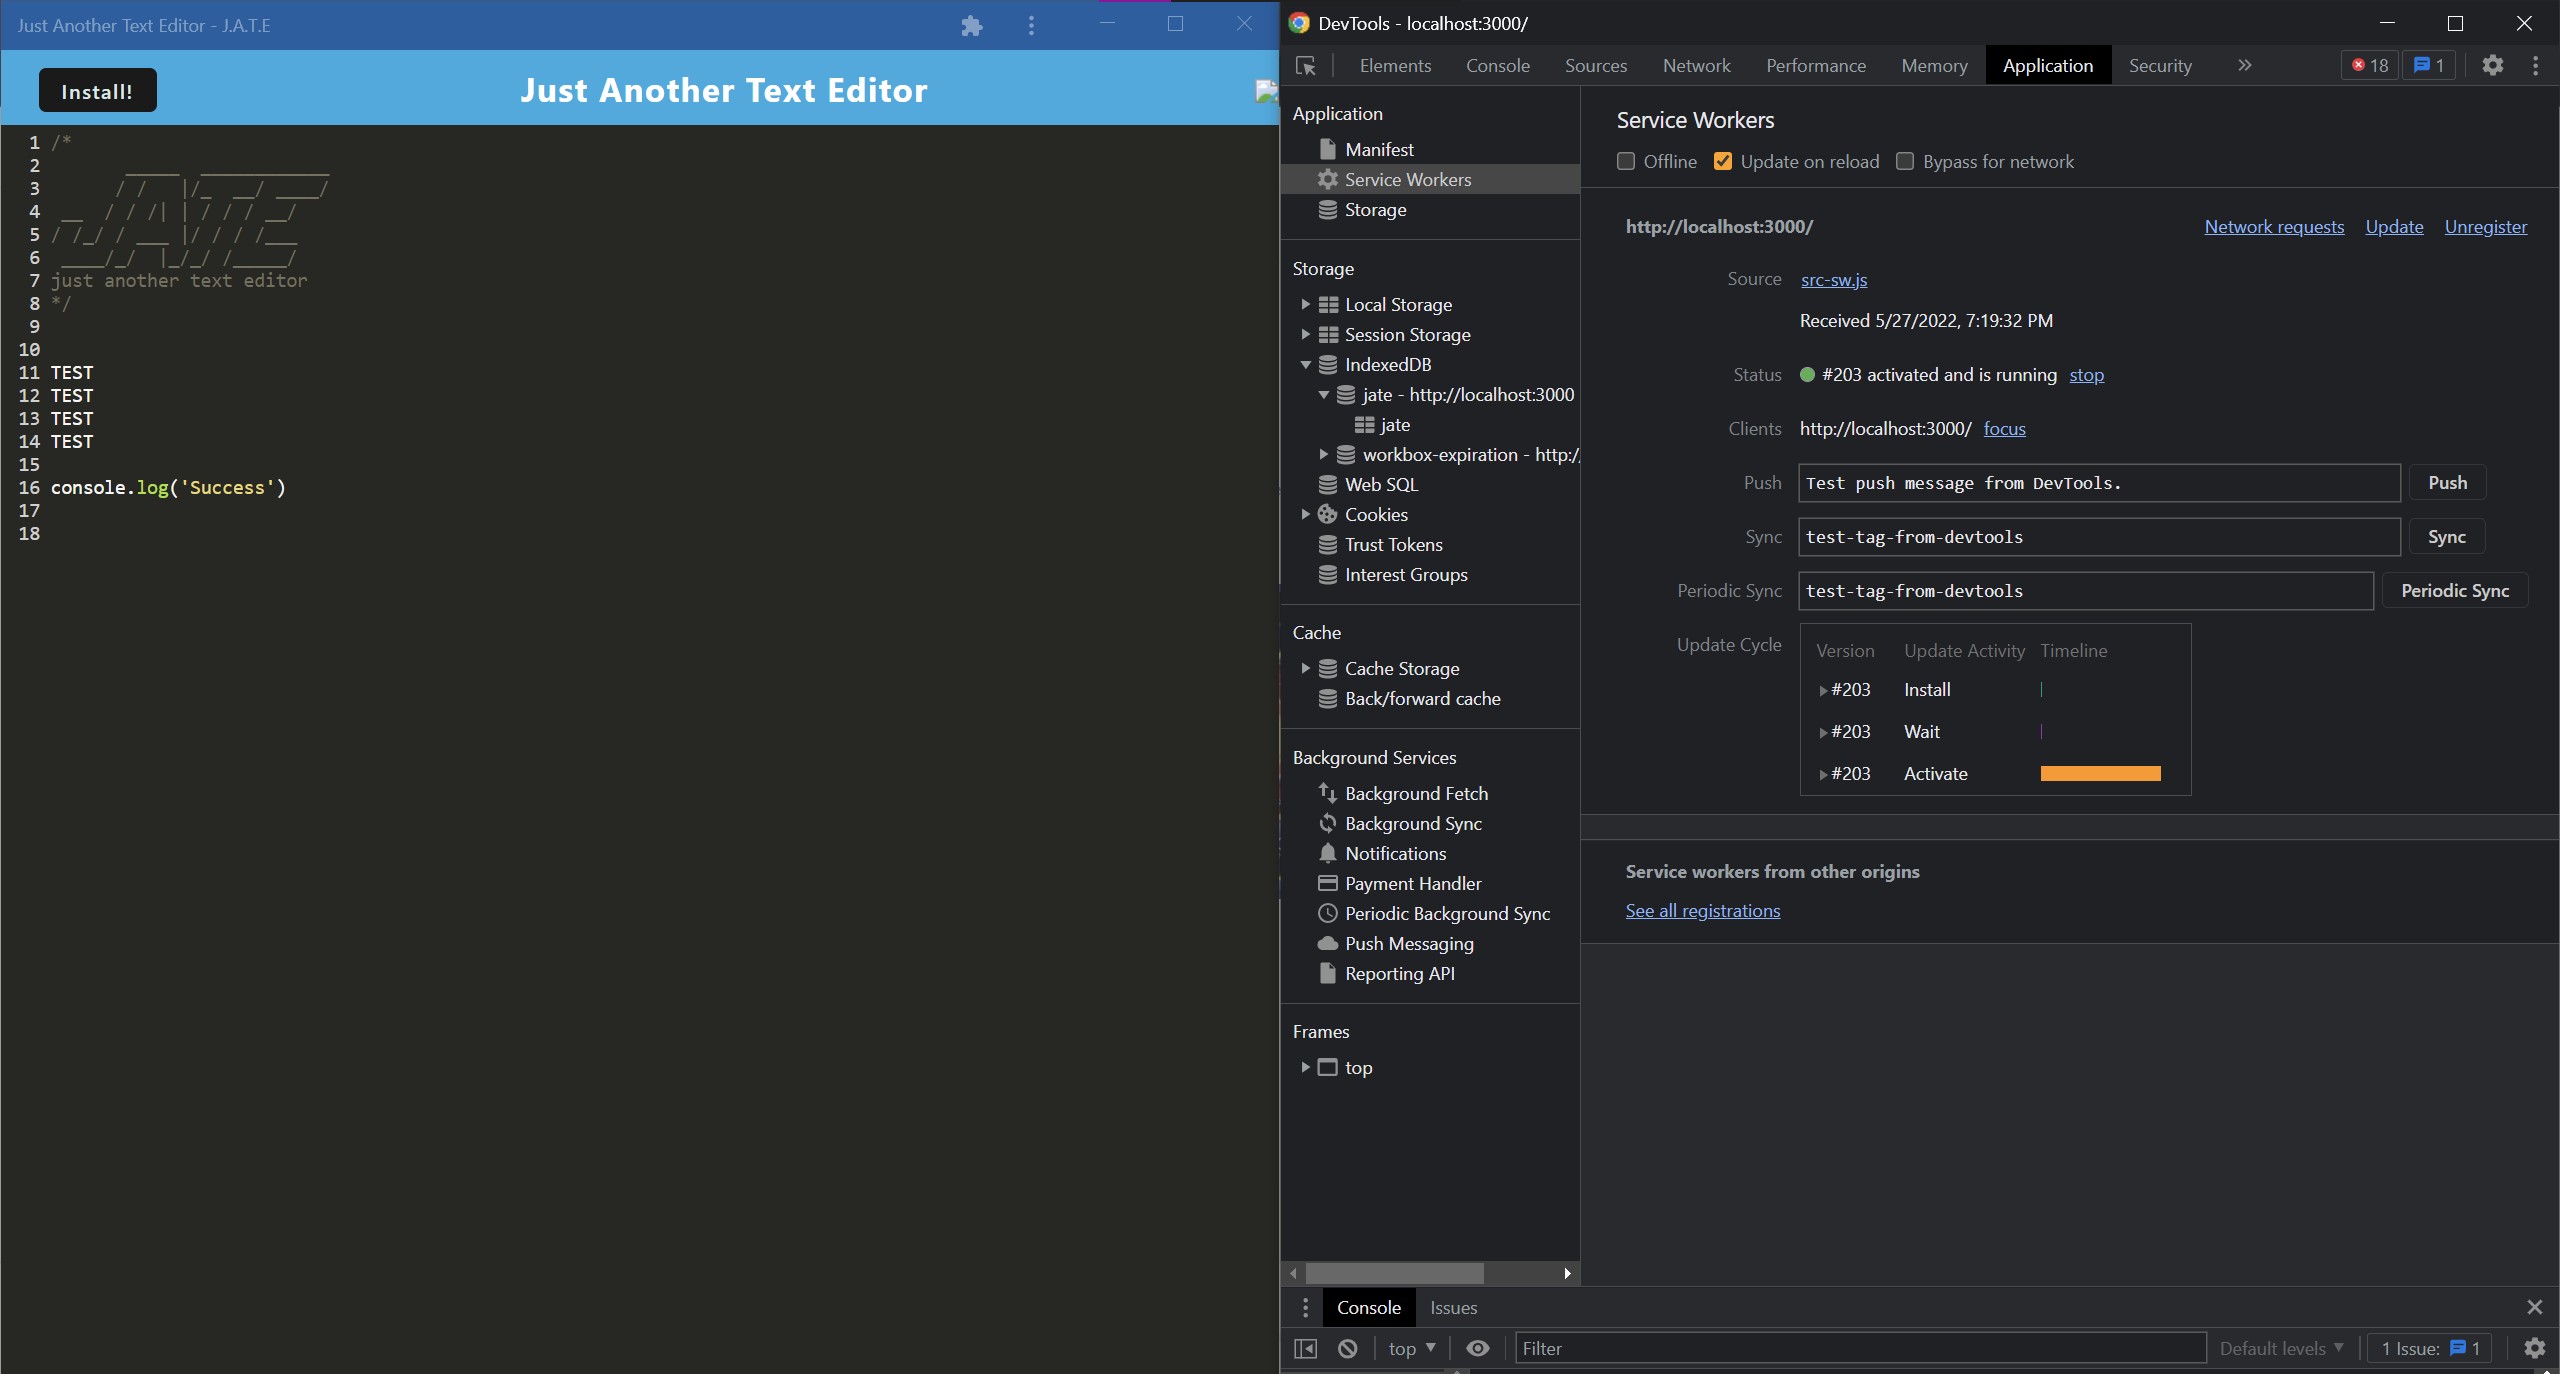 Just Another Text Editor - J.A.T.E
Install!
Just Another Text Editor
1 /*
2
3
4
5
6
7 just another text editor
8 */
9
10
11 TEST
12 TEST
13 TEST
14 TEST
15
16 console.log('Success')
17
18
DevTools - localhost:3000/
Elements Console Sources Network Performance Memory Application Security » 18 1
Application
Manifest
Service Workers
Storage
Storage
Local Storage
Session Storage
IndexedDB
jate - http://localhost:3000
jate
workbox-expiration - http:/
Web SQL
Cookies
Trust Tokens
Interest Groups
Cache
Cache Storage
Back/forward cache
Background Services
Background Fetch
Background Sync
Notifications
Payment Handler
Periodic Background Sync
Push Messaging
Reporting API
Frames
top
Service Workers
Offline Update on reload Bypass for network
http://localhost:3000/ Network requests Update Unregister
Source src-sw.js
Received 5/27/2022, 7:19:32 PM
Status #203 activated and is running stop
Clients http://localhost:3000/ focus
Push Test push message from DevTools. Push
Sync test-tag-from-devtools Sync
Periodic Sync test-tag-from-devtools Periodic Sync
Update Cycle Version Update Activity Timeline
#203 Install
#203 Wait
#203 Activate
Service workers from other origins
See all registrations
Console Issues
top Filter Default levels 1 Issue: 1